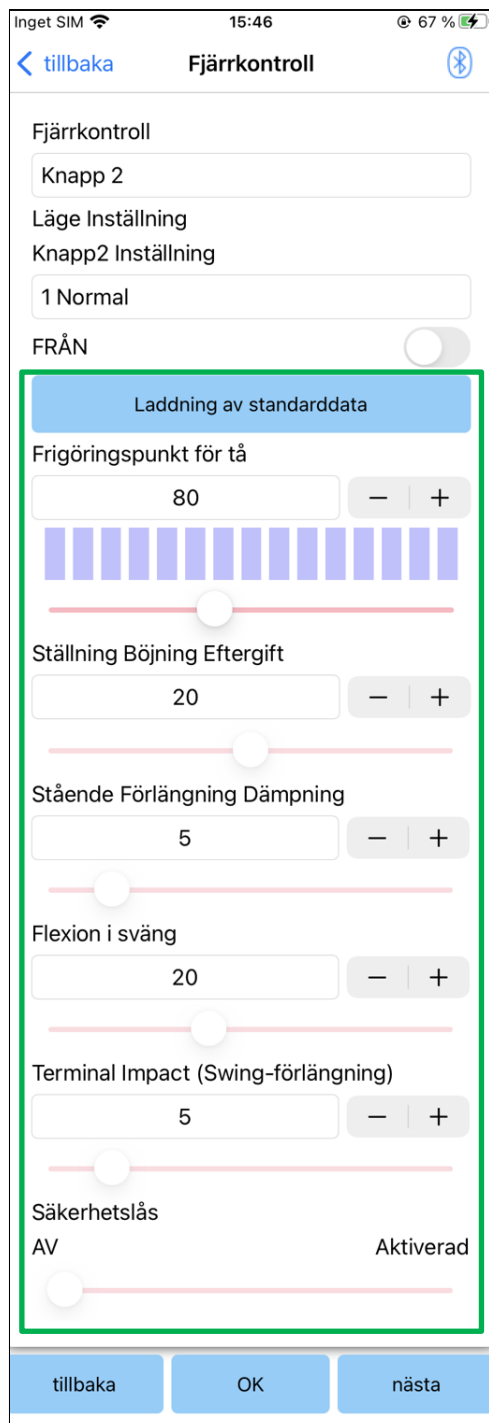 Inget SIM 15:46 67 %
tillbaka Fjärrkontroll
Fjärrkontroll
Knapp 2
Läge Inställning
Knapp2 Inställning
1 Normal
FRÅN
Laddning av standarddata
Frigöringspunkt för tå
80 − +
Ställning Böjning Eftergift
20 − +
Stående Förlängning Dämpning
5 − +
Flexion i sväng
20 − +
Terminal Impact (Swing-förlängning)
5 − +
Säkerhetslås
AV Aktiverad
tillbaka OK nästa